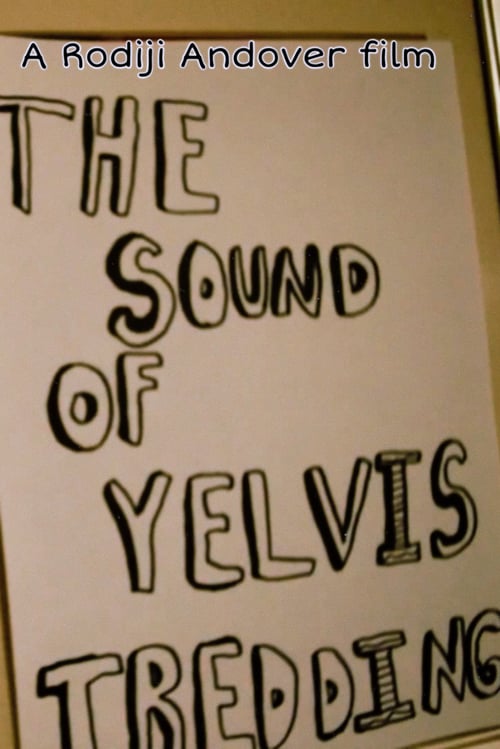 A Rodiji Andover film
THE
SOUND
OF
YELVIS
TREDDING